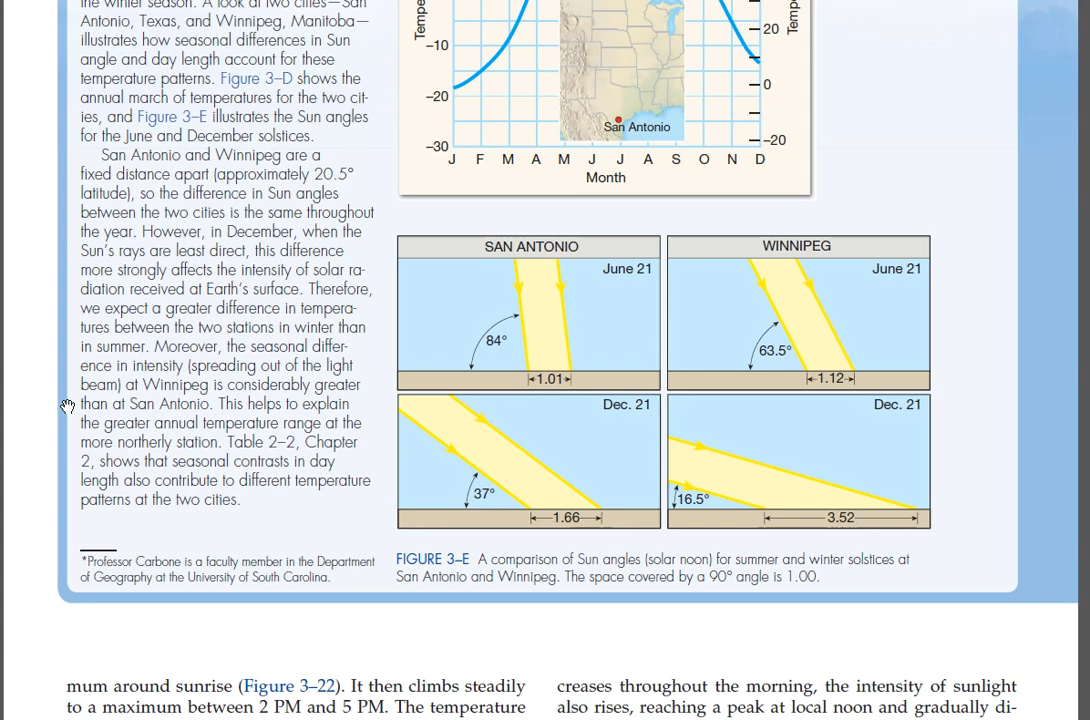 the winter season. A look at two cities—San
Antonio, Texas, and Winnipeg, Manitoba—
illustrates how seasonal differences in Sun
angle and day length account for these
temperature patterns. Figure 3–D shows the
annual march of temperatures for the two cit-
ies, and Figure 3–E illustrates the Sun angles
for the June and December solstices.
San Antonio and Winnipeg are a
fixed distance apart (approximately 20.5°
latitude), so the difference in Sun angles
between the two cities is the same throughout
the year. However, in December, when the
Sun's rays are least direct, this difference
more strongly affects the intensity of solar ra-
diation received at Earth's surface. Therefore,
we expect a greater difference in tempera-
tures between the two stations in winter than
in summer. Moreover, the seasonal differ-
ence in intensity (spreading out of the light
beam) at Winnipeg is considerably greater
than at San Antonio. This helps to explain
the greater annual temperature range at the
more northerly station. Table 2–2, Chapter
2, shows that seasonal contrasts in day
length also contribute to different temperature
patterns at the two cities.
*Professor Carbone is a faculty member in the Department
of Geography at the University of South Carolina.
Tempe
–10
–20
–30
San Antonio
20
0
–20
Tempe
J F M A M J J A S O N D
Month
SAN ANTONIO
June 21
84°
1.01
Dec. 21
37°
1.66
WINNIPEG
June 21
63.5°
1.12
Dec. 21
16.5°
3.52
FIGURE 3–E A comparison of Sun angles (solar noon) for summer and winter solstices at
San Antonio and Winnipeg. The space covered by a 90° angle is 1.00.
mum around sunrise (Figure 3–22). It then climbs steadily
to a maximum between 2 PM and 5 PM. The temperature
creases throughout the morning, the intensity of sunlight
also rises, reaching a peak at local noon and gradually di-